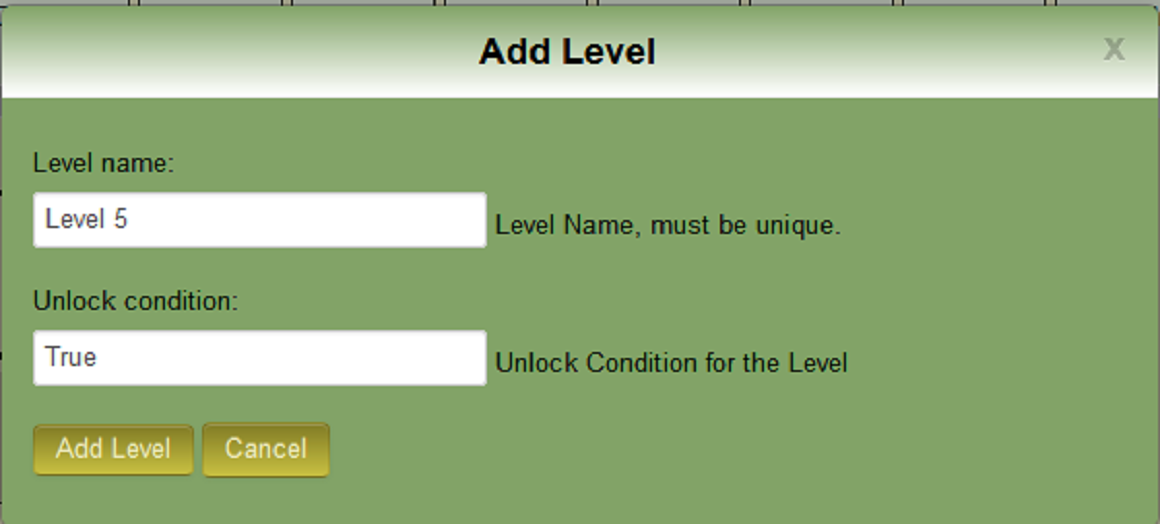 Add Level
X
Level name:
Level 5 Level Name, must be unique.
Unlock condition:
True Unlock Condition for the Level
Add Level Cancel